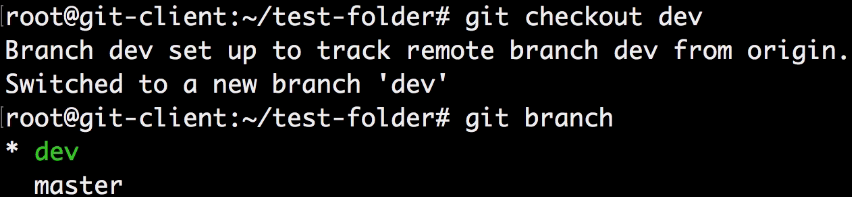 [root@git-client:~/test-folder# git checkout dev
Branch dev set up to track remote branch dev from origin.
Switched to a new branch 'dev'
[root@git-client:~/test-folder# git branch
* dev
  master